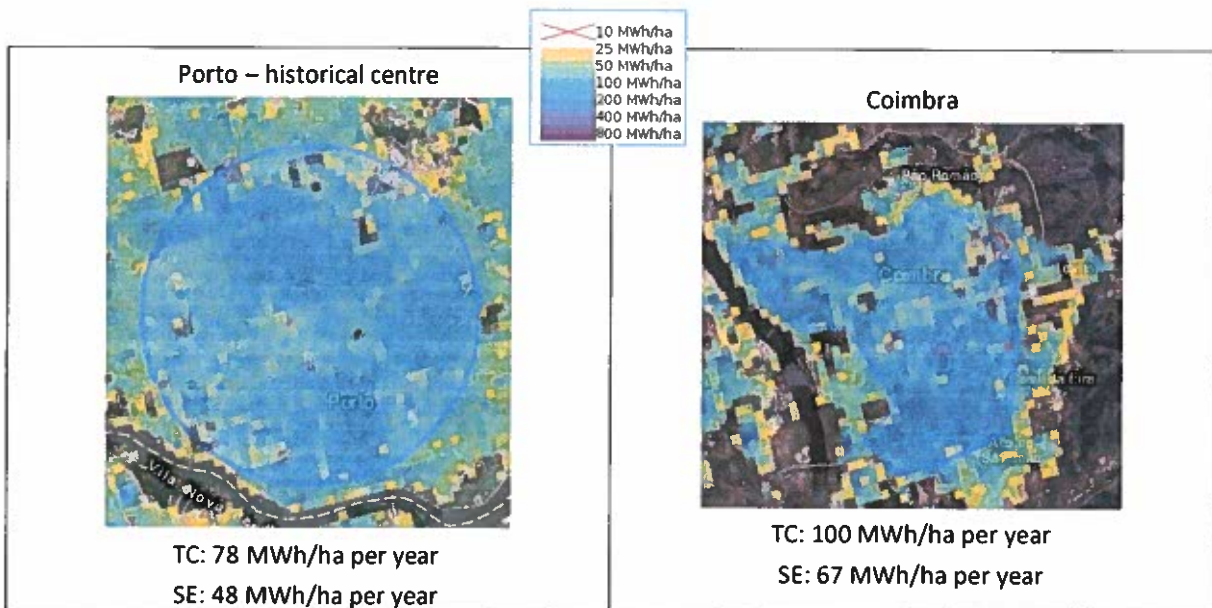 10 MWh/ha
25 MWh/ha
50 MWh/ha
100 MWh/ha
200 MWh/ha
400 MWh/ha
800 MWh/ha
Porto – historical centre
Porto
Vila Nova
TC: 78 MWh/ha per year
SE: 48 MWh/ha per year
Coimbra
Coimbra
TC: 100 MWh/ha per year
SE: 67 MWh/ha per year